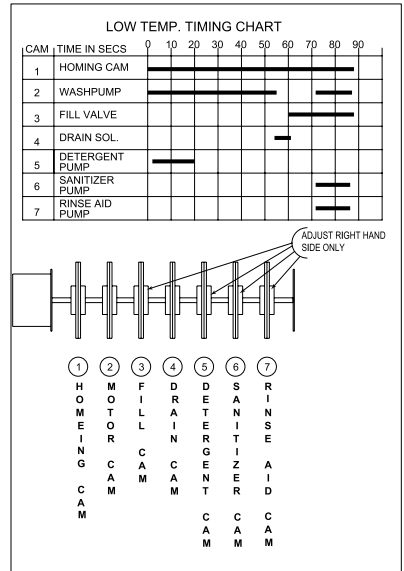 LOW TEMP. TIMING CHART
CAM TIME IN SECS 0 10 20 30 40 50 60 70 80 90
1 HOMING CAM
2 WASHPUMP
3 FILL VALVE
4 DRAIN SOL.
5 DETERGENT
PUMP
6 SANITIZER
PUMP
7 RINSE AID
PUMP
ADJUST RIGHT HAND
SIDE ONLY
1 2 3 4 5 6 7
HOMEING CAM
MOTOR CAM
FILL CAM
DRAIN CAM
DETERGENT CAM
SANITIZER CAM
RINSE AID CAM